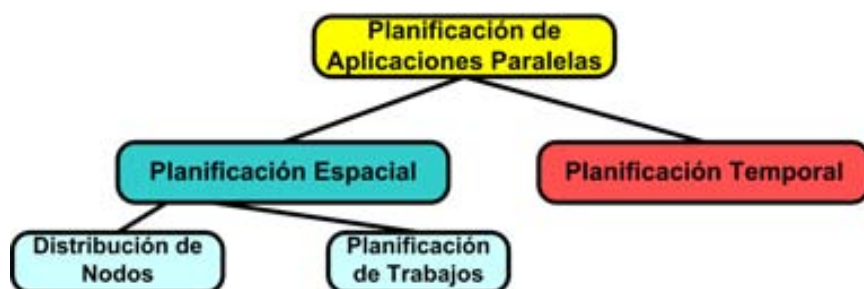 Planificación de
Aplicaciones Paralelas
Planificación Espacial
Planificación Temporal
Distribución de
Nodos
Planificación
de Trabajos